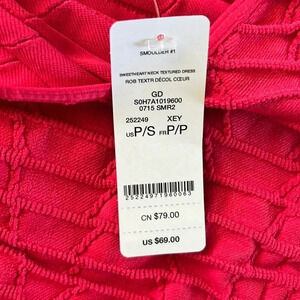 SMOULDER #1
SWEETHEART NECK TEXTURED DRESS
ROB TEXTR DÉCOL CŒUR
GD
S0H7A1019600
0715 SMR2
252249 XEY
US P/S FR P/P
25224971960063
CN $79.00
US $69.00